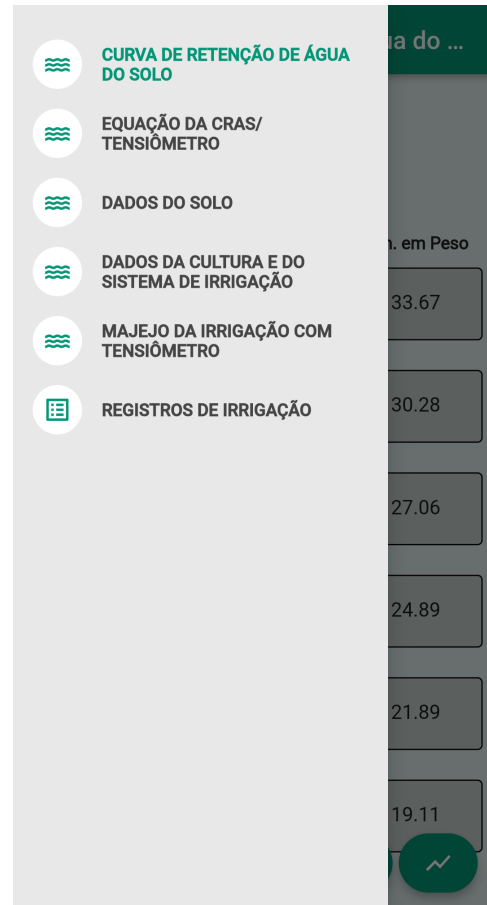 CURVA DE RETENÇÃO DE ÁGUA
DO SOLO
EQUAÇÃO DA CRAS/
TENSIÔMETRO
DADOS DO SOLO
DADOS DA CULTURA E DO
SISTEMA DE IRRIGAÇÃO
MAJEJO DA IRRIGAÇÃO COM
TENSIÔMETRO
REGISTROS DE IRRIGAÇÃO
do ...
em Peso
33.67
30.28
27.06
24.89
21.89
19.11